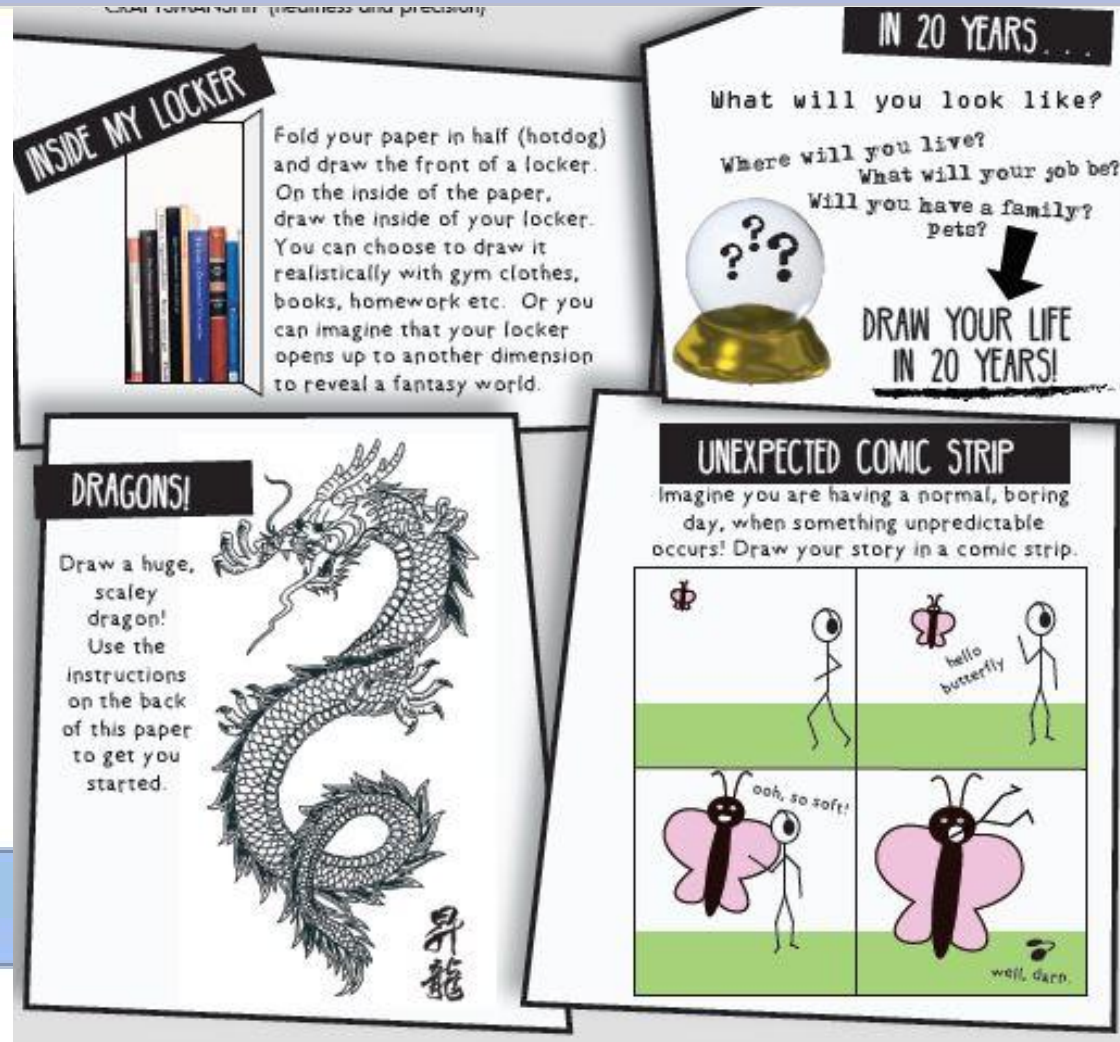 CRAFTSMANSHIP (neatness and precision)
INSIDE MY LOCKER
Fold your paper in half (hotdog)
and draw the front of a locker.
On the inside of the paper,
draw the inside of your locker.
You can choose to draw it
realistically with gym clothes,
books, homework etc. Or you
can imagine that your locker
opens up to another dimension
to reveal a fantasy world.
IN 20 YEARS...
What will you look like?
Where will you live?
What will your job be?
Will you have a family?
Pets?
???
DRAW YOUR LIFE
IN 20 YEARS!
DRAGONS!
Draw a huge,
scaley
dragon!
Use the
instructions
on the back
of this paper
to get you
started.
昇
龍
UNEXPECTED COMIC STRIP
Imagine you are having a normal, boring
day, when something unpredictable
occurs! Draw your story in a comic strip.
hello
butterfly
ooh, so soft!
well, darn.